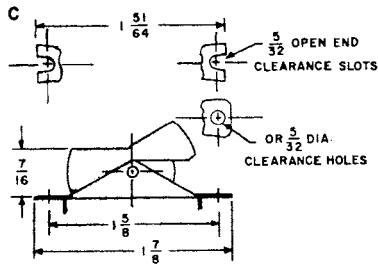 C
1 51/64
5/32 OPEN END
CLEARANCE SLOTS
OR 5/32 DIA.
CLEARANCE HOLES
7/16
1 5/8
1 7/8